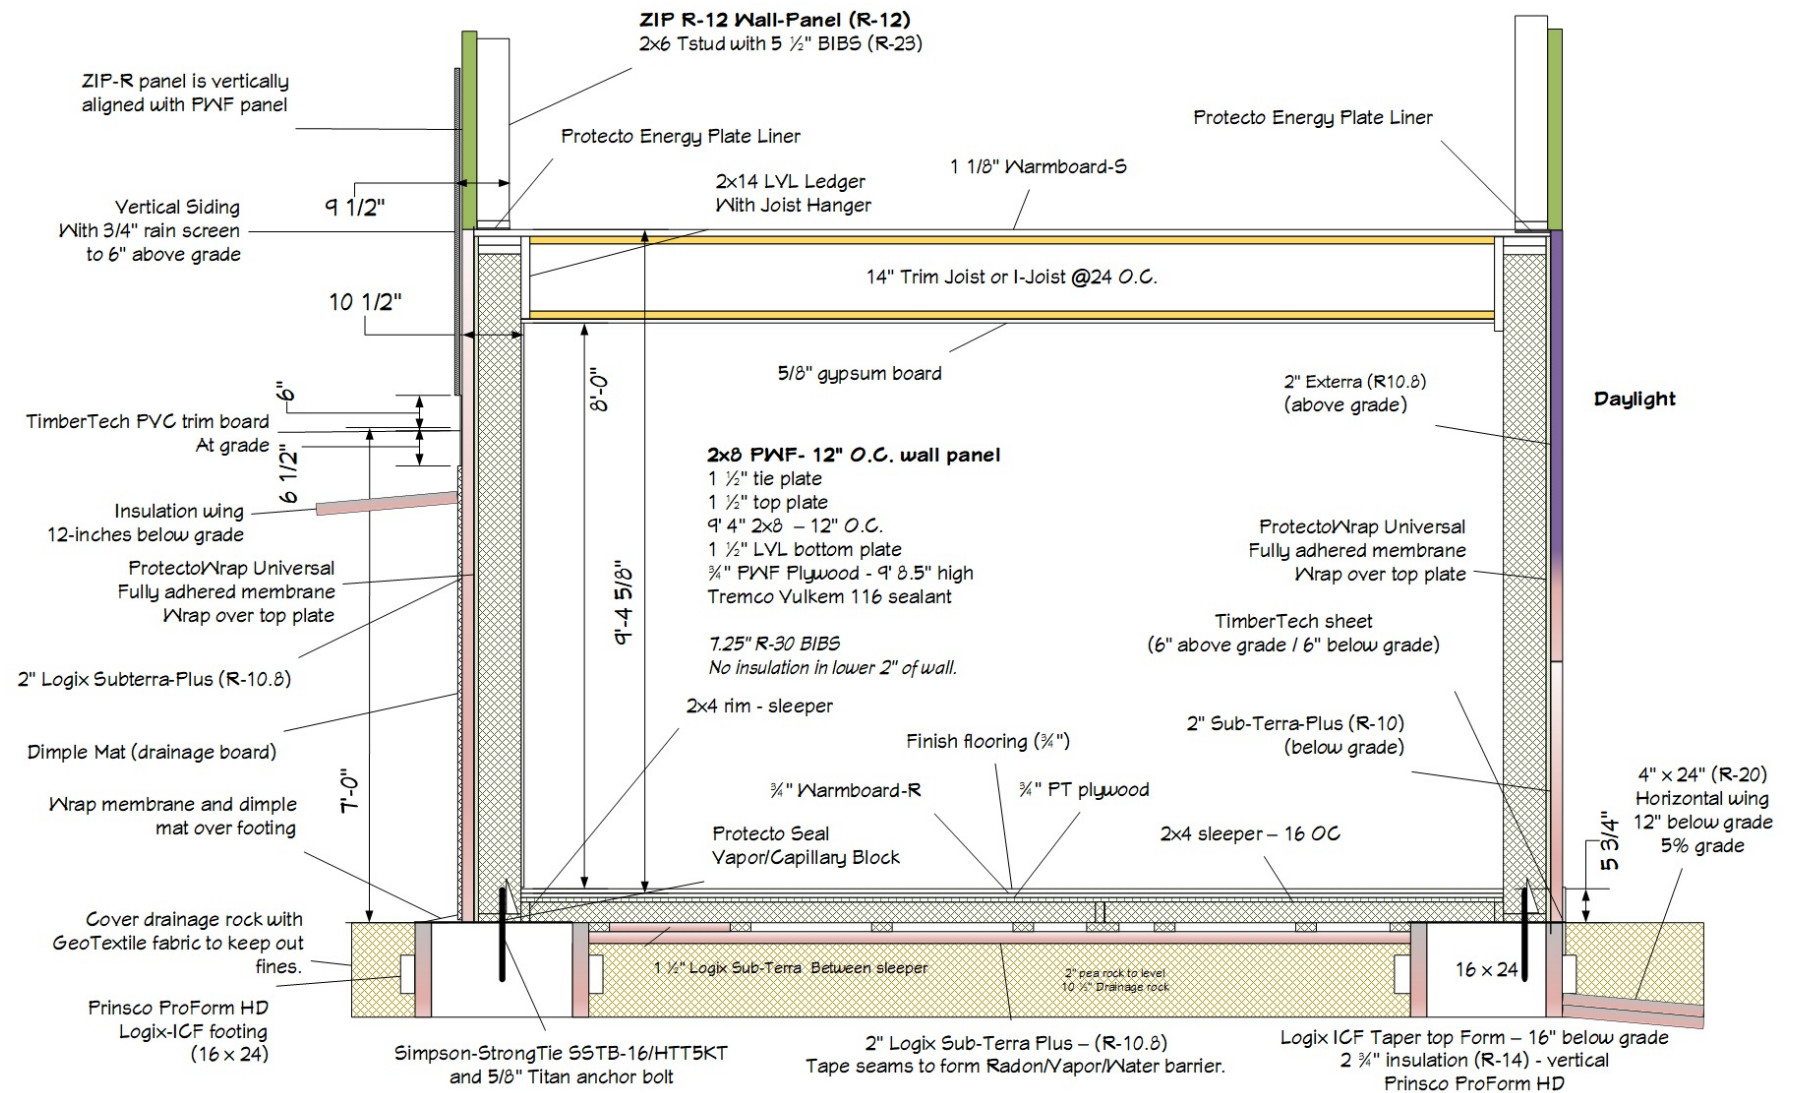 ZIP R-12 Wall-Panel (R-12)
2x6 Tstud with 5 ½" BIBS (R-23)
ZIP-R panel is vertically
aligned with PWF panel
Protecto Energy Plate Liner
Protecto Energy Plate Liner
1 1/8" Warmboard-S
2x14 LVL Ledger
With Joist Hanger
9 1/2"
Vertical Siding
With 3/4" rain screen
to 6" above grade
14" Trim Joist or I-Joist @24 O.C.
10 1/2"
5/8" gypsum board
8'-0"
6"
2" Exterra (R10.8)
(above grade)
Daylight
TimberTech PVC trim board
At grade
6 1/2"
2x8 PWF- 12" O.C. wall panel
1 ½" tie plate
1 ½" top plate
9' 4" 2x8 – 12" O.C.
1 ½" LVL bottom plate
¾" PWF Plywood - 9' 8.5" high
Tremco Vulkem 116 sealant
7.25" R-30 BIBS
No insulation in lower 2" of wall.
Insulation wing
12-inches below grade
ProtectoWrap Universal
Fully adhered membrane
Wrap over top plate
9'-4 5/8"
ProtectoWrap Universal
Fully adhered membrane
Wrap over top plate
TimberTech sheet
(6" above grade / 6" below grade)
2" Logix Subterra-Plus (R-10.8)
2x4 rim - sleeper
2" Sub-Terra-Plus (R-10)
(below grade)
Dimple Mat (drainage board)
Finish flooring (¾")
7'-0"
¾" Warmboard-R
¾" PT plywood
4" x 24" (R-20)
Horizontal wing
12" below grade
5% grade
Wrap membrane and dimple
mat over footing
Protecto Seal
Vapor/Capillary Block
2x4 sleeper – 16 OC
5 3/4"
Cover drainage rock with
GeoTextile fabric to keep out
fines.
1 ½" Logix Sub-Terra Between sleeper
2" pea rock to level
10 ½" Drainage rock
16 x 24
Prinsco ProForm HD
Logix-ICF footing
(16 x 24)
Simpson-StrongTie SSTB-16/HTT5KT
and 5/8" Titan anchor bolt
2" Logix Sub-Terra Plus – (R-10.8)
Tape seams to form Radon/Vapor/Water barrier.
Logix ICF Taper top Form – 16" below grade
2 ¾" insulation (R-14) - vertical
Prinsco ProForm HD